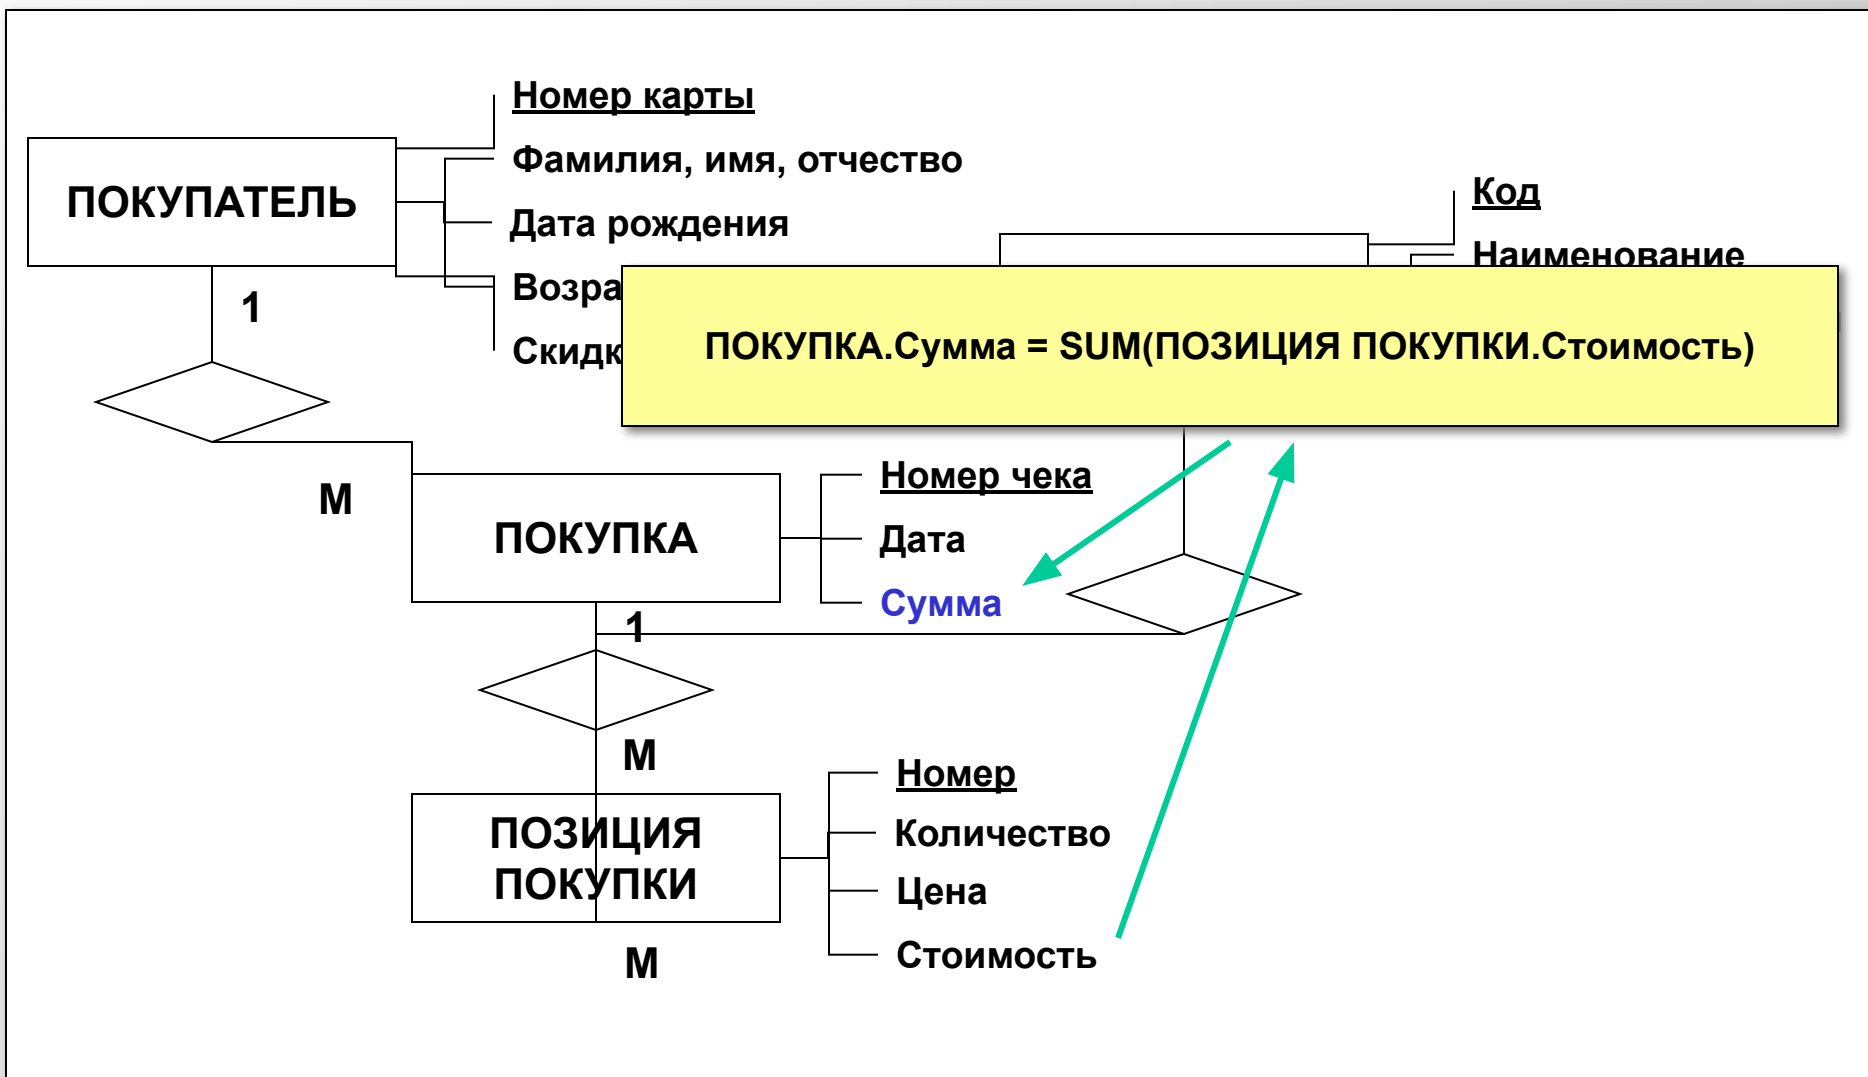 Номер карты
ПОКУПАТЕЛЬ
Фамилия, имя, отчество
Дата рождения
Код
Наименование
1
ПОКУПКА.Сумма = SUM(ПОЗИЦИЯ ПОКУПКИ.Стоимость)
М
ПОКУПКА
Номер чека
Дата
Сумма
1
М
ПОЗИЦИЯ
ПОКУПКИ
Номер
Количество
Цена
Стоимость
М